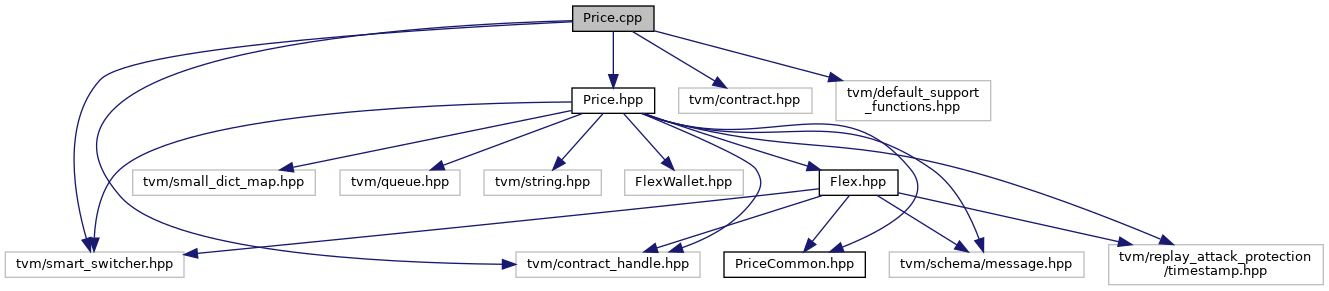 Price.cpp
Price.hpp
tvm/contract.hpp
tvm/default_support
_functions.hpp
tvm/small_dict_map.hpp
tvm/queue.hpp
tvm/string.hpp
FlexWallet.hpp
Flex.hpp
tvm/smart_switcher.hpp
tvm/contract_handle.hpp
PriceCommon.hpp
tvm/schema/message.hpp
tvm/replay_attack_protection
/timestamp.hpp